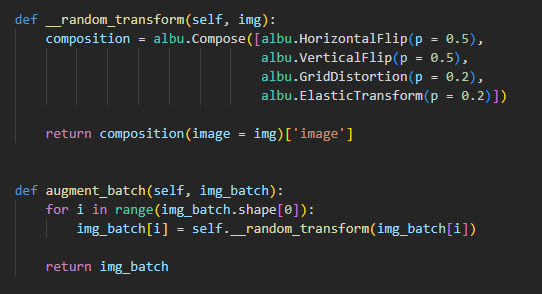 def __random_transform(self, img):
    composition = albu.Compose([albu.HorizontalFlip(p = 0.5),
                                albu.VerticalFlip(p = 0.5),
                                albu.GridDistortion(p = 0.2),
                                albu.ElasticTransform(p = 0.2)])
    return composition(image = img)['image']
def augment_batch(self, img_batch):
    for i in range(img_batch.shape[0]):
        img_batch[i] = self.__random_transform(img_batch[i])
    return img_batch